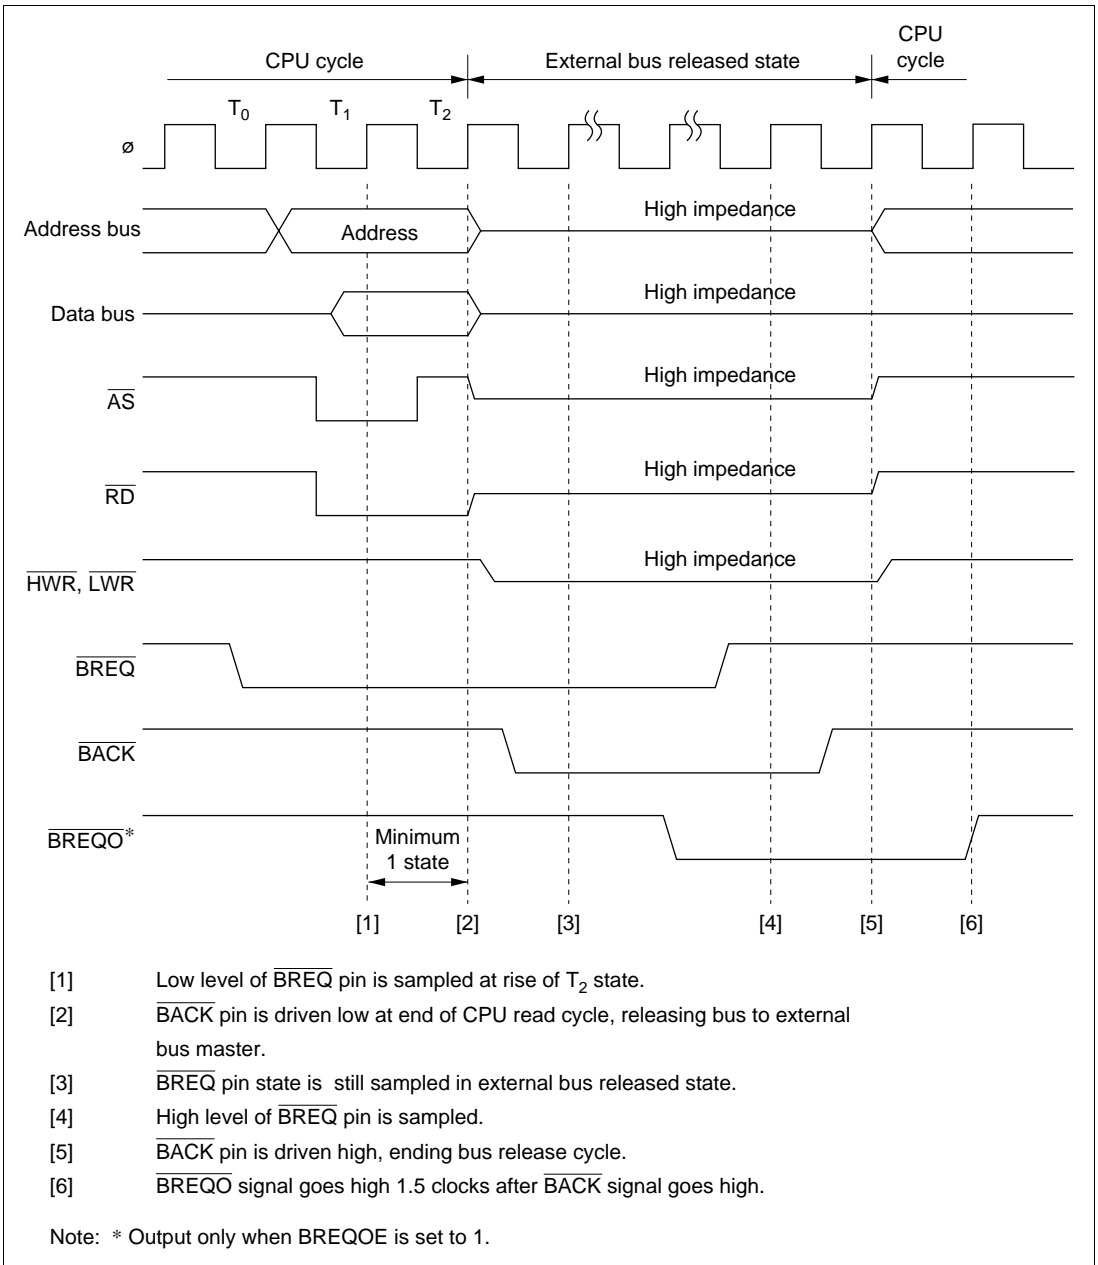 CPU cycle
External bus released state
CPU
cycle
T0
T1
T2
ø
Address bus
Address
High impedance
Data bus
High impedance
AS
High impedance
RD
High impedance
HWR, LWR
High impedance
BREQ
BACK
BREQO*
Minimum
1 state
[1] [2] [3] [4] [5] [6]
[1] Low level of BREQ pin is sampled at rise of T2 state.
[2] BACK pin is driven low at end of CPU read cycle, releasing bus to external
bus master.
[3] BREQ pin state is still sampled in external bus released state.
[4] High level of BREQ pin is sampled.
[5] BACK pin is driven high, ending bus release cycle.
[6] BREQO signal goes high 1.5 clocks after BACK signal goes high.
Note: * Output only when BREQOE is set to 1.